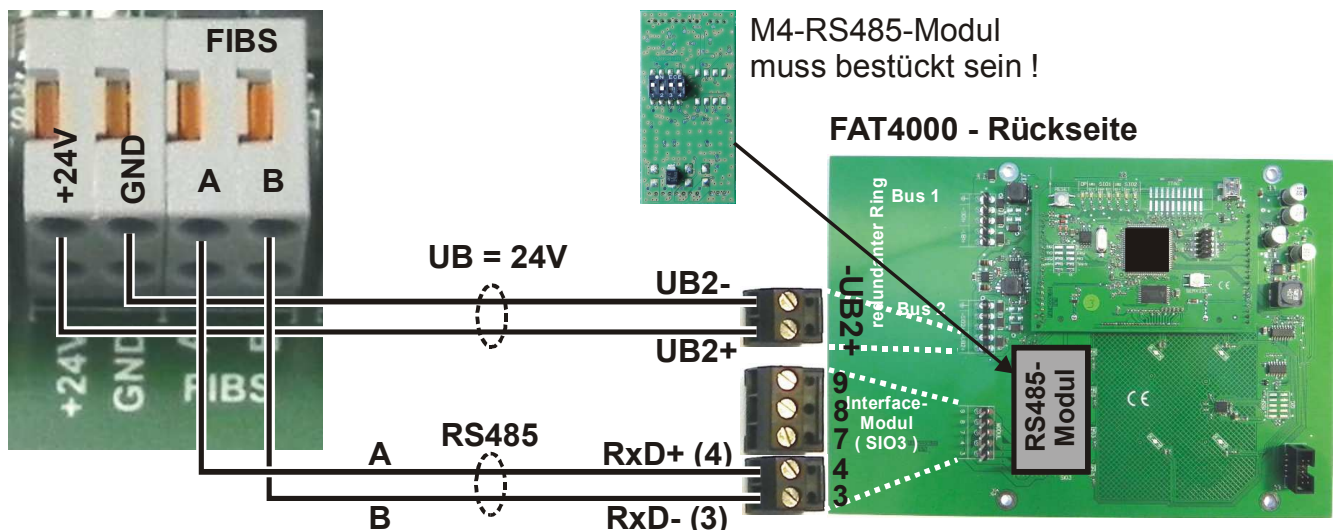 FIBS
+24V
GND
A
B
+24V
GND
A
B
FIBS
UB = 24V
UB2-
UB2+
RS485
A
RxD+ (4)
B
RxD- (3)
M4-RS485-Modul
muss bestückt sein !
FAT4000 - Rückseite
Bus 1
redundanter Ring
Bus 2
-UB2+
9
8
7
4
3
Interface-
Modul
( SIO3 )
RS485-
Modul
CE